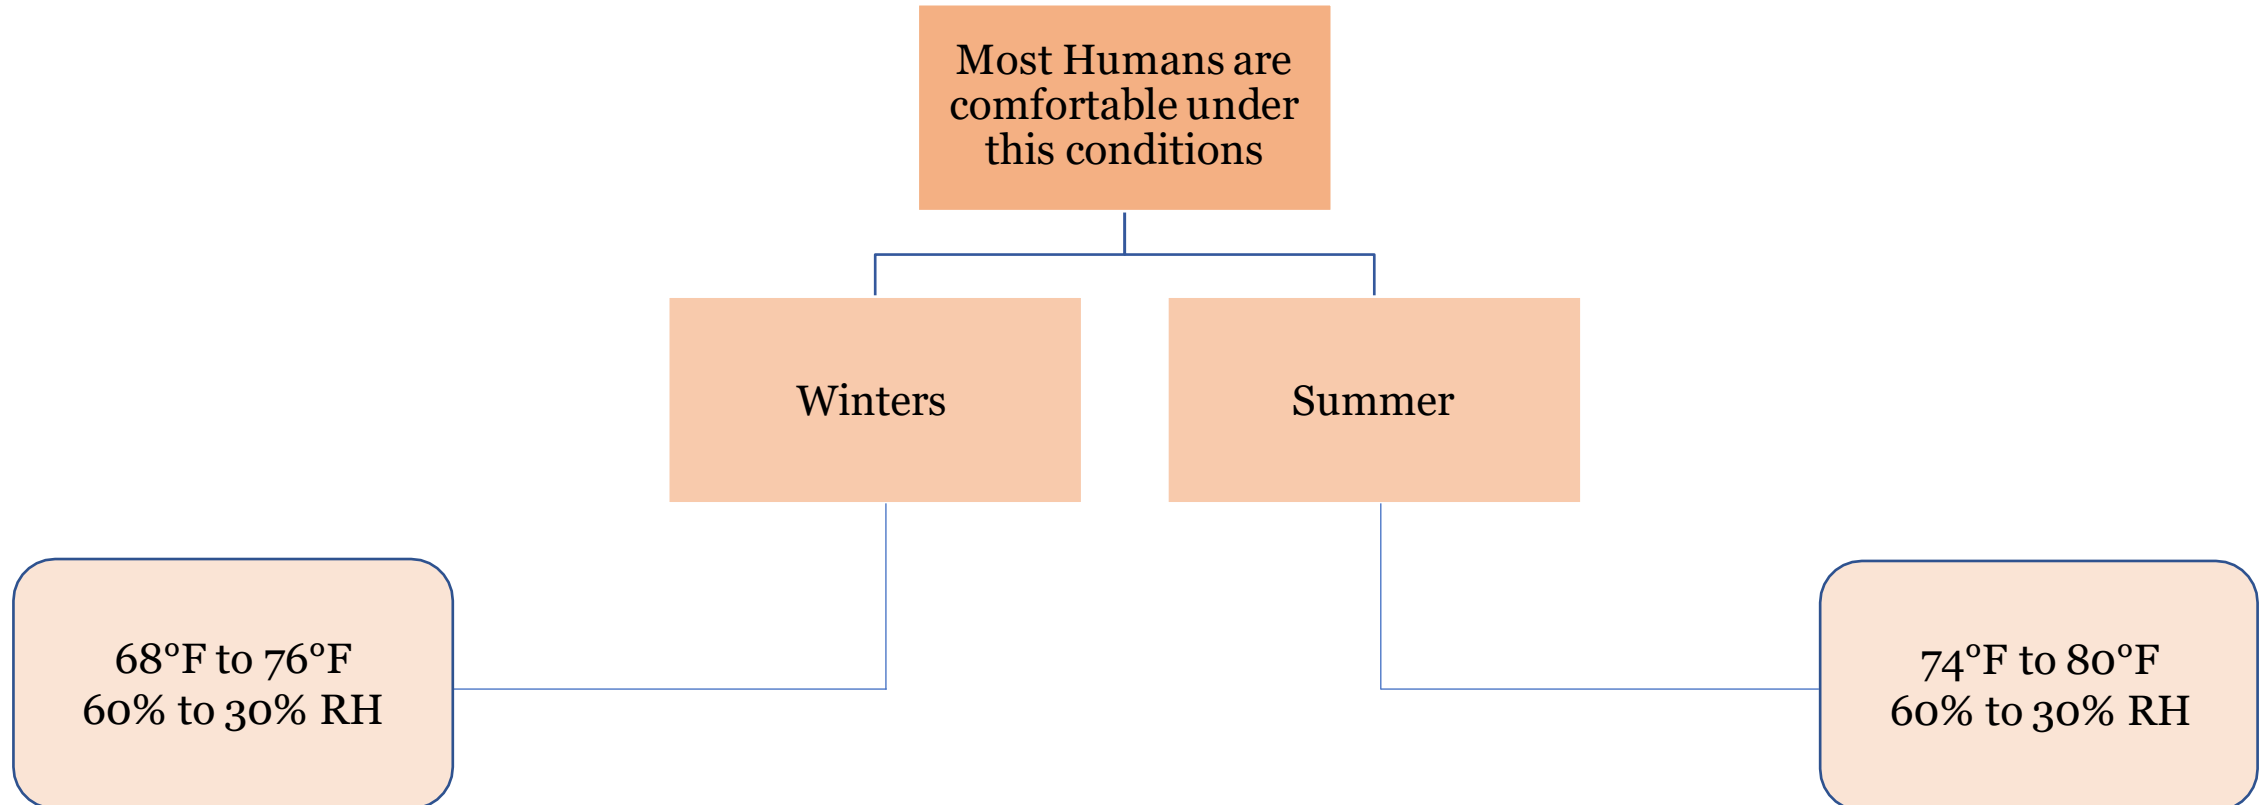 Most Humans are
comfortable under
this conditions
Winters
Summer
68°F to 76°F
60% to 30% RH
74°F to 80°F
60% to 30% RH